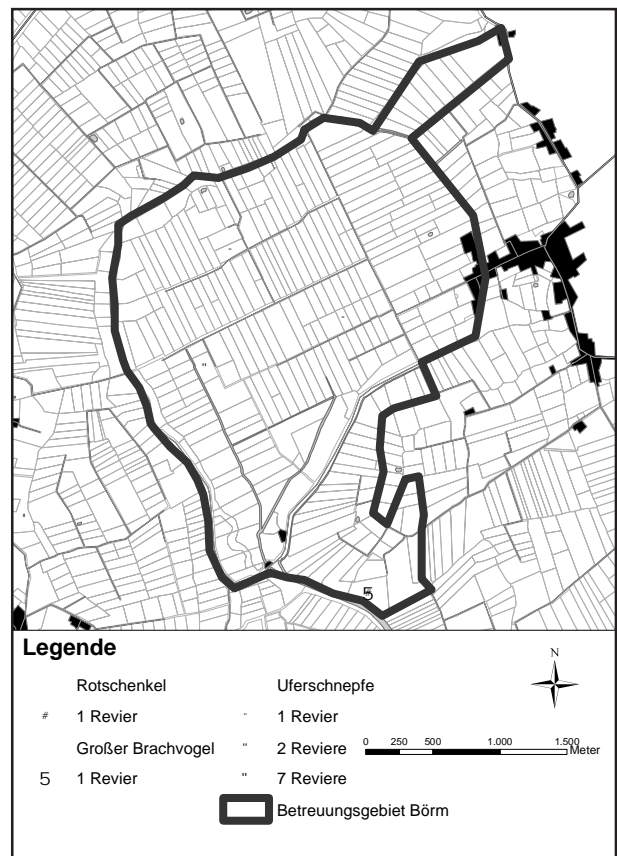 5
Legende
N
Rotschenkel Uferschnepfe
# 1 Revier " 1 Revier
Großer Brachvogel " 2 Reviere 0 250 500 1.000 1.500 Meter
5 1 Revier " 7 Reviere
Betreuungsgebiet Börm